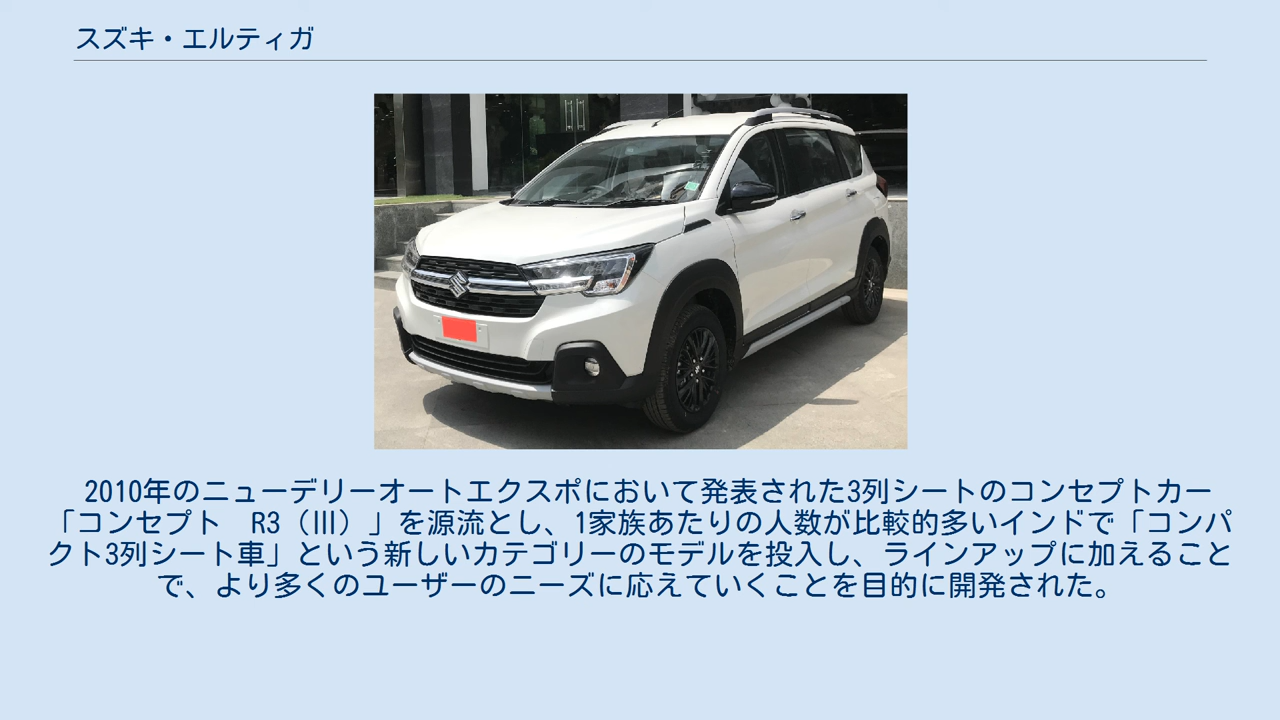 スズキ・エルティガ
2010年のニューデリーオートエクスポにおいて発表された3列シートのコンセプトカー
「コンセプト　R3（Ⅲ）」を源流とし、1家族あたりの人数が比較的多いインドで「コンパ
クト3列シート車」という新しいカテゴリーのモデルを投入し、ラインアップに加えること
で、より多くのユーザーのニーズに応えていくことを目的に開発された。